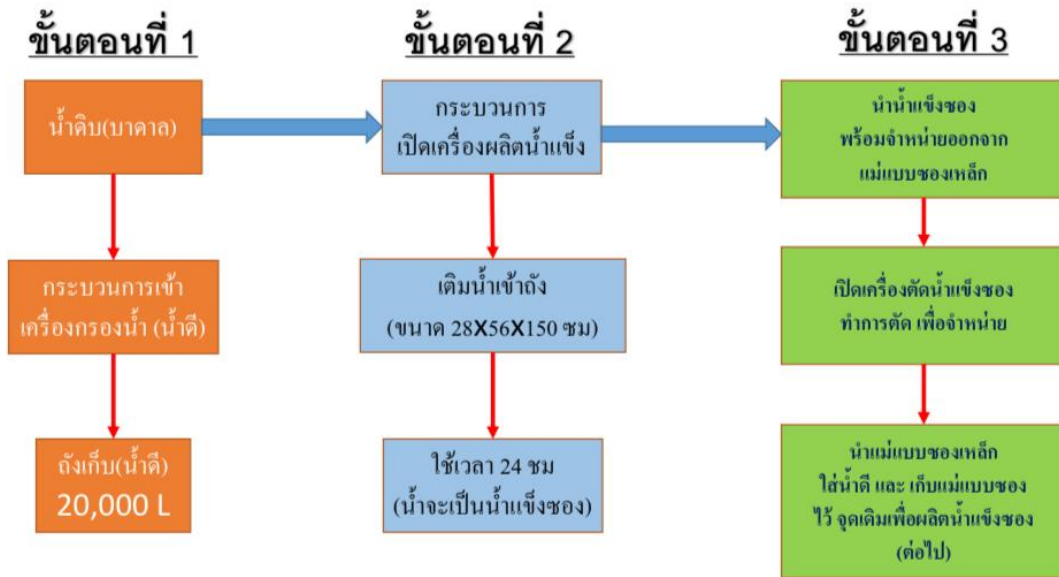 ขั้นตอนที่ 1
น้ำดิบ(บาดาล)
กระบวนการเข้า
เครื่องกรองน้ำ (น้ำดี)
ถังเก็บ(น้ำดี)
20,000 L
ขั้นตอนที่ 2
กระบวนการ
เปิดเครื่องผลิตน้ำแข็ง
เติมน้ำเข้าถัง
(ขนาด 28X56X150 ซม)
ใช้เวลา 24 ชม
(น้ำจะเป็นน้ำแข็งซอง)
ขั้นตอนที่ 3
นำน้ำแข็งซอง
พร้อมจำหน่ายออกจาก
แม่แบบซองเหล็ก
เปิดเครื่องตัดน้ำแข็งซอง
ทำการตัด เพื่อจำหน่าย
นำแม่แบบซองเหล็ก
ใส่น้ำดี และ เก็บแม่แบบซอง
ไว้ จุดเดิมเพื่อผลิตน้ำแข็งซอง
(ต่อไป)